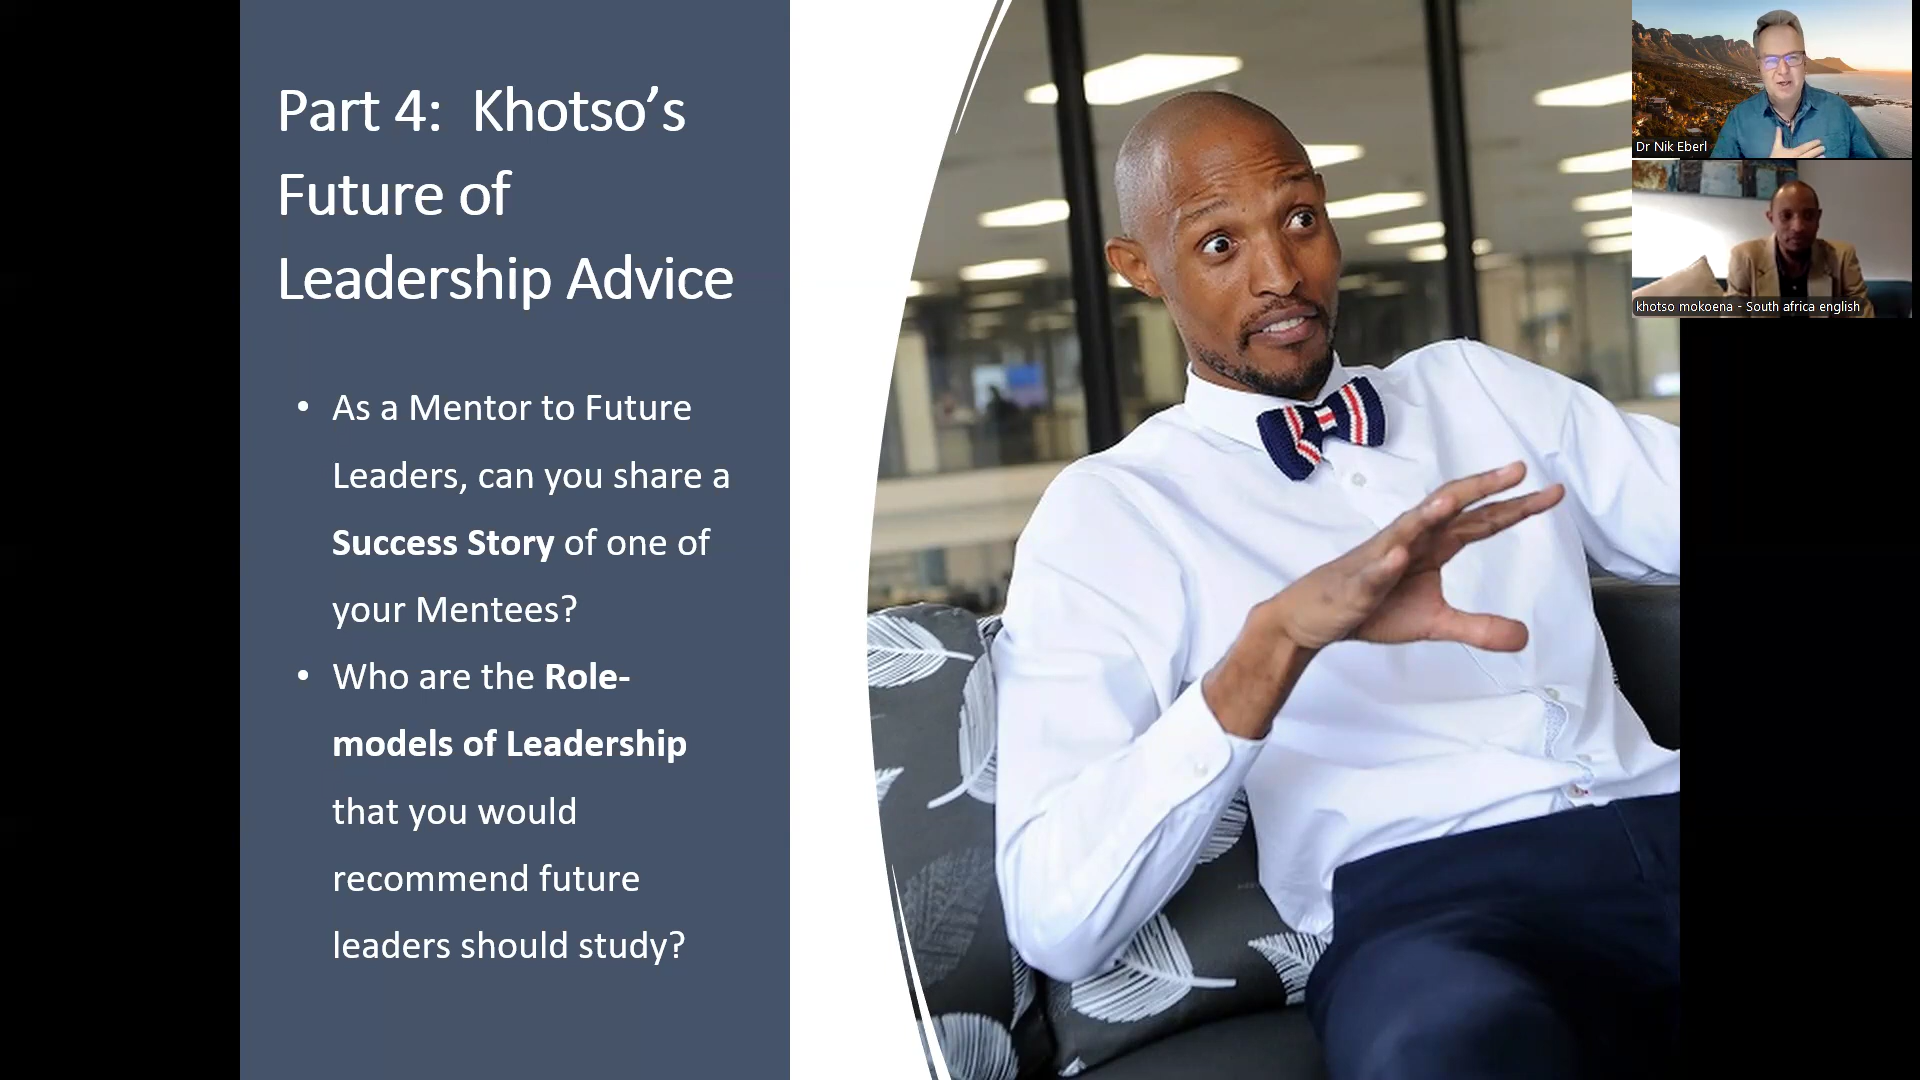 Part 4:  Khotso’s
Future of
Leadership Advice
• As a Mentor to Future
Leaders, can you share a
Success Story of one of
your Mentees?
• Who are the Role-
models of Leadership
that you would
recommend future
leaders should study?
Dr Nik Eberl
khotso mokoena - South africa english